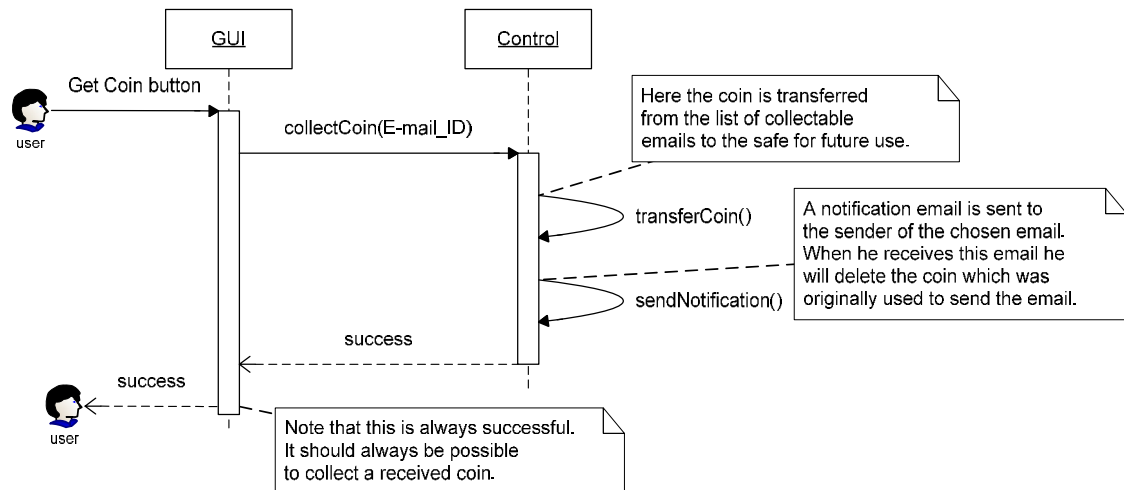 GUI
Control
Get Coin button
user
collectCoin(E-mail_ID)
Here the coin is transferred
from the list of collectable
emails to the safe for future use.
transferCoin()
A notification email is sent to
the sender of the chosen email.
When he receives this email he
will delete the coin which was
originally used to send the email.
sendNotification()
success
success
user
Note that this is always successful.
It should always be possible
to collect a received coin.